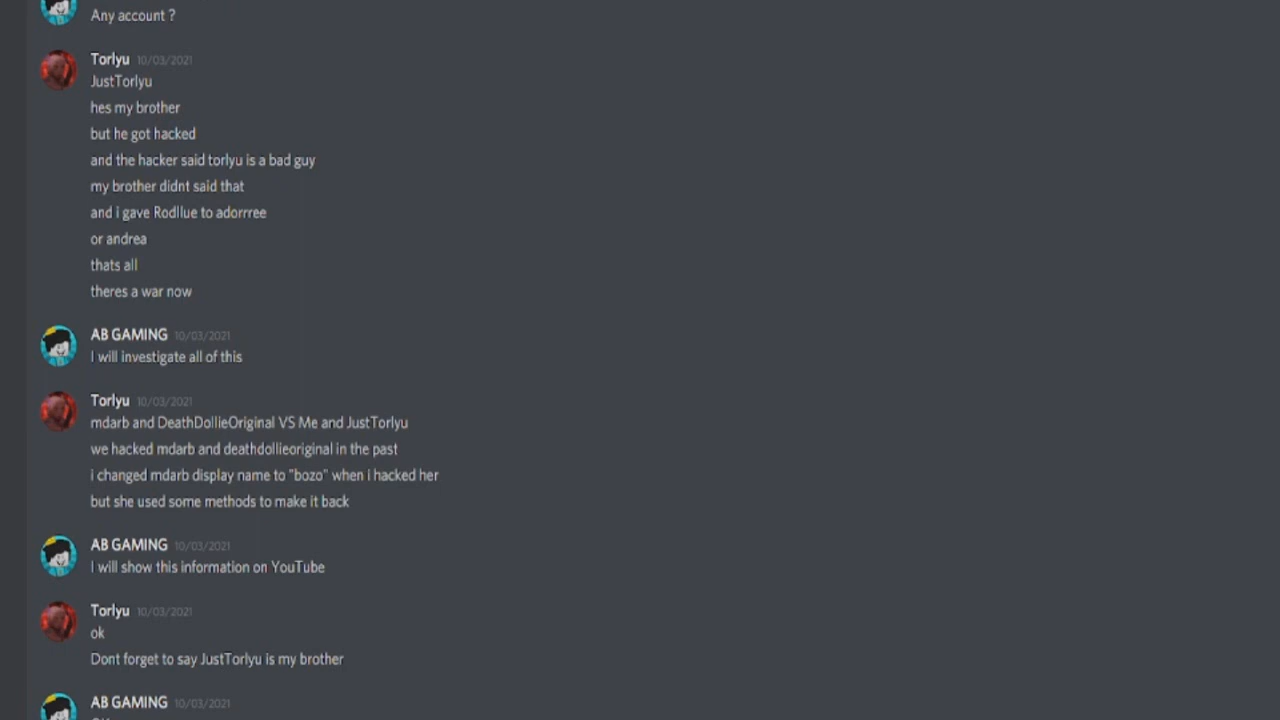 Any account ?
Torlyu 10/03/2021
JustTorlyu
hes my brother
but he got hacked
and the hacker said torlyu is a bad guy
my brother didnt said that
and i gave Rodllue to adorrree
or andrea
thats all
theres a war now
AB GAMING 10/03/2021
I will investigate all of this
Torlyu 10/03/2021
mdarb and DeathDollieOriginal VS Me and JustTorlyu
we hacked mdarb and deathdollieoriginal in the past
i changed mdarb display name to "bozo" when i hacked her
but she used some methods to make it back
AB GAMING 10/03/2021
I will show this information on YouTube
Torlyu 10/03/2021
ok
Dont forget to say JustTorlyu is my brother
AB GAMING 10/03/2021